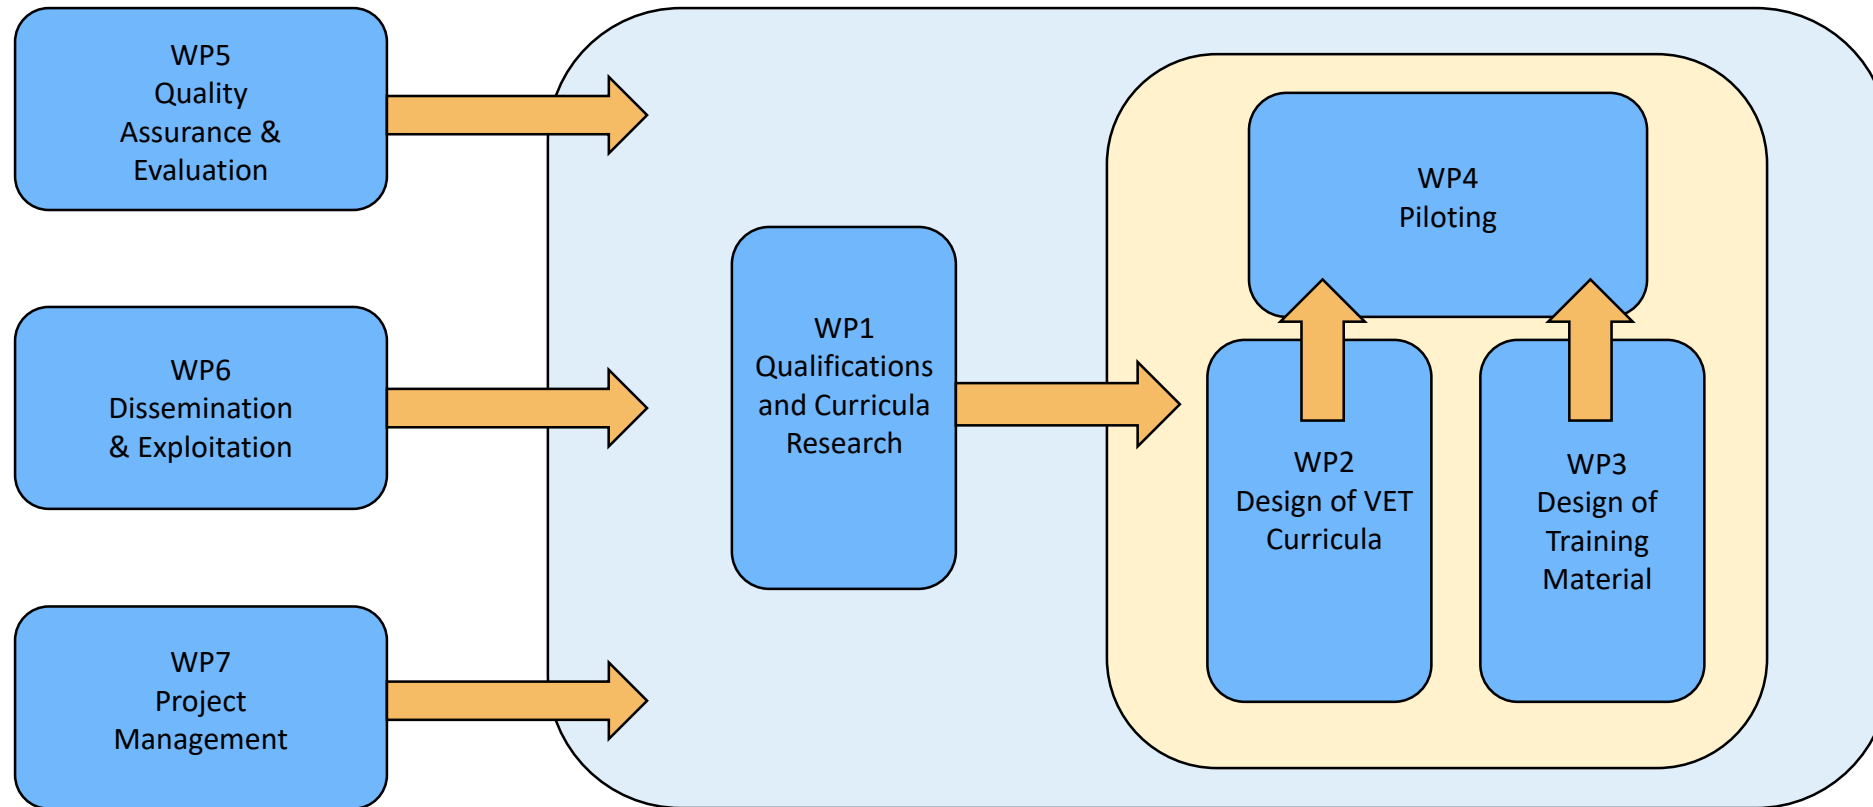 WP5
Quality
Assurance &
Evaluation
WP6
Dissemination
& Exploitation
WP7
Project
Management
WP1
Qualifications
and Curricula
Research
WP4
Piloting
WP2
Design of VET
Curricula
WP3
Design of
Training
Material